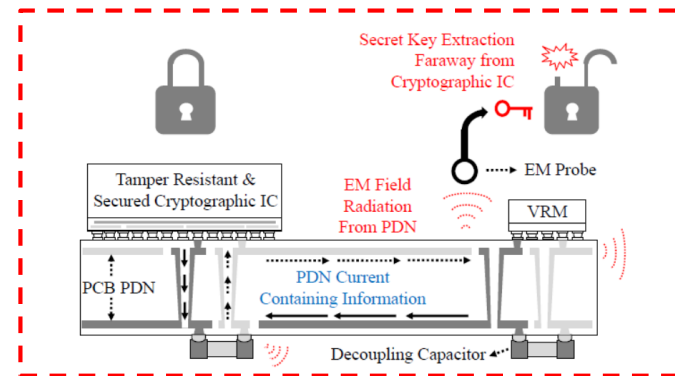 Secret Key Extraction
Faraway from
Cryptographic IC
EM Probe
Tamper Resistant &
Secured Cryptographic IC
EM Field
Radiation
From PDN
VRM
PCB PDN
PDN Current
Containing Information
Decoupling Capacitor